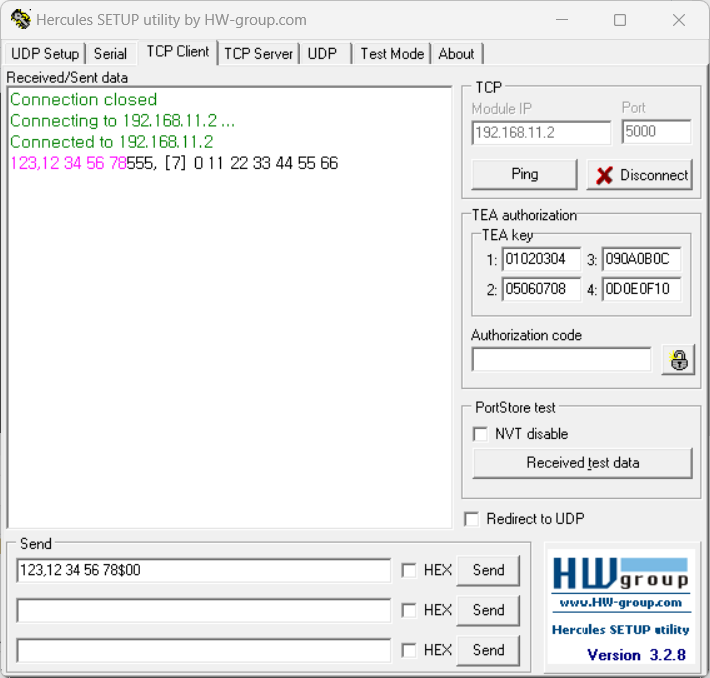 Hercules SETUP utility by HW-group.com
UDP Setup Serial TCP Client TCP Server UDP Test Mode About
Received/Sent data
Connection closed
Connecting to 192.168.11.2 ...
Connected to 192.168.11.2
123,12 34 56 78555, [7] 0 11 22 33 44 55 66
TCP
Module IP Port
192.168.11.2 5000
Ping Disconnect
TEA authorization
TEA key
1: 01020304 3: 090A0B0C
2: 05060708 4: 0D0E0F10
Authorization code
PortStore test
NVT disable
Received test data
Redirect to UDP
Send
123,12 34 56 78$00 HEX Send
HEX Send
HEX Send
HWgroup
www.HW-group.com
Hercules SETUP utility
Version 3.2.8